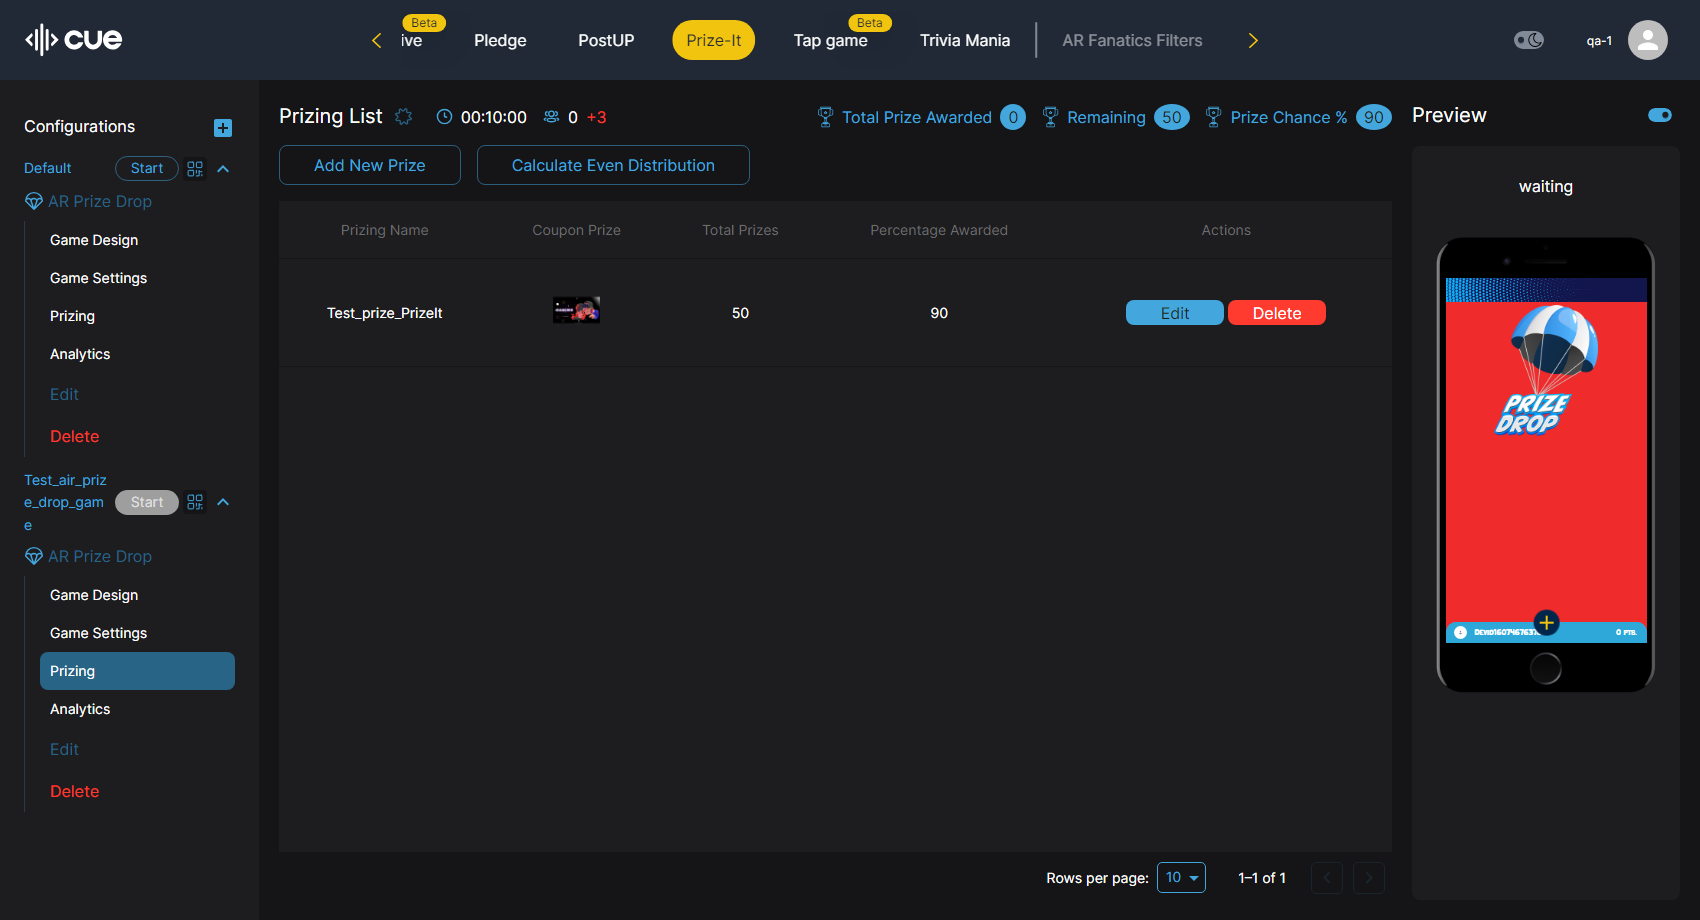 cue
Beta
ive
Pledge
PostUP
Prize-It
Beta
Tap game
Trivia Mania
AR Fanatics Filters
qa-1
Configurations
Default
Start
AR Prize Drop
Game Design
Game Settings
Prizing
Analytics
Edit
Delete
Test_air_priz
e_drop_gam
e
Start
AR Prize Drop
Game Design
Game Settings
Prizing
Analytics
Edit
Delete
Prizing List
00:10:00
0 +3
Total Prize Awarded 0
Remaining 50
Prize Chance % 90
Add New Prize
Calculate Even Distribution
Prizing Name
Coupon Prize
Total Prizes
Percentage Awarded
Actions
Test_prize_PrizeIt
50
90
Edit
Delete
Rows per page: 10
1–1 of 1
Preview
waiting
PRIZE
DROP
0 PTS.